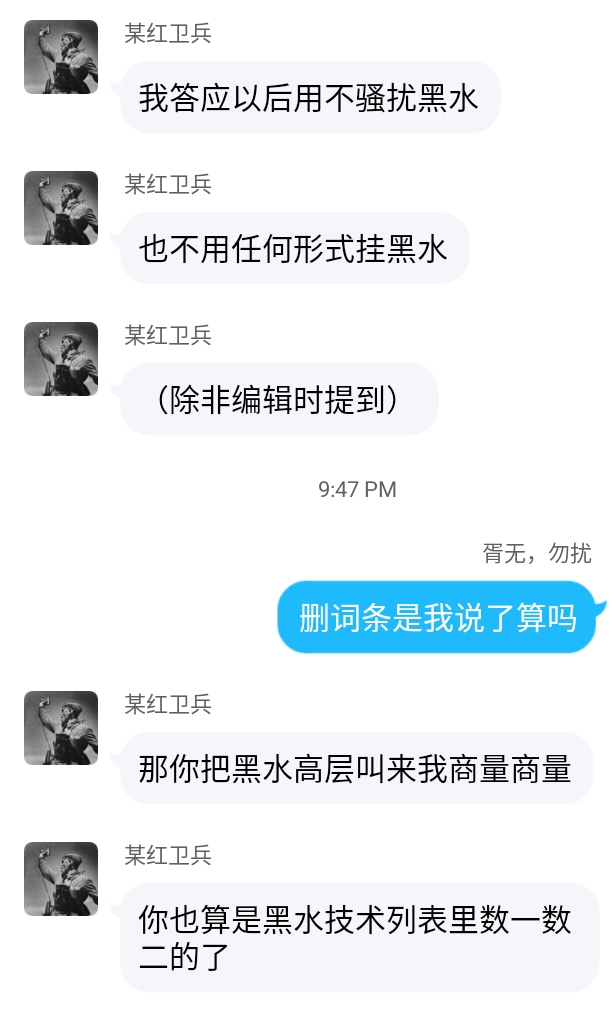 某红卫兵
我答应以后用不骚扰黑水
某红卫兵
也不用任何形式挂黑水
某红卫兵
（除非编辑时提到）
9:47 PM
胥无，勿扰
删词条是我说了算吗
某红卫兵
那你把黑水高层叫来我商量商量
某红卫兵
你也算是黑水技术列表里数一数
二的了